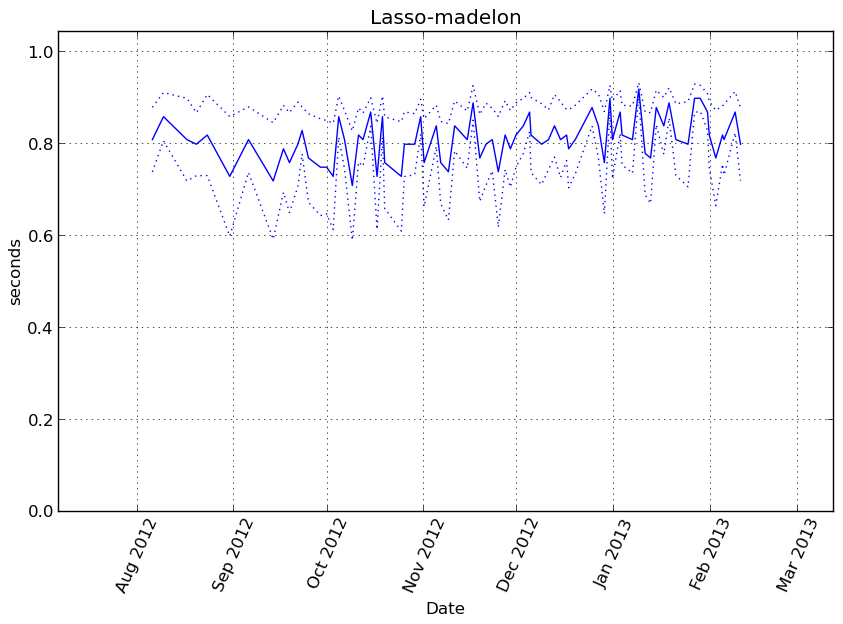 Lasso-madelon
1.0
0.8
0.6
0.4
0.2
0.0
seconds
Aug 2012
Sep 2012
Oct 2012
Nov 2012
Dec 2012
Jan 2013
Feb 2013
Mar 2013
Date